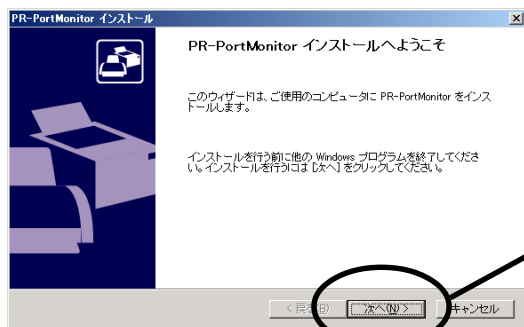 PR-PortMonitor インストール
PR-PortMonitor インストールへようこそ
このウィザードは、ご使用のコンピュータに PR-PortMonitor をインス
トールします。
インストールを行う前に他の Windows プログラムを終了してくださ
い。インストールを行うには [次へ] をクリックしてください。
< 戻る(B)
次へ(N) >
キャンセル